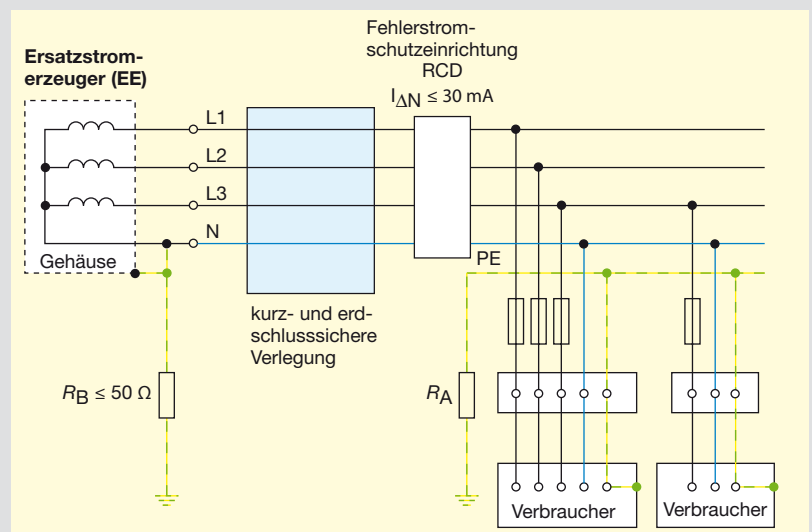 Fehlerstrom-
schutzeinrichtung
RCD
I∆N ≤ 30 mA
Ersatzstrom-
erzeuger (EE)
L1
L2
L3
N
Gehäuse
PE
kurz- und erd-
schlusssichere
Verlegung
RB ≤ 50 Ω
RA
Verbraucher
Verbraucher